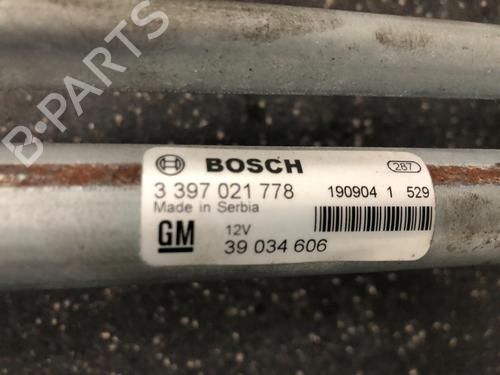 B-PARTS
BOSCH 287
3 397 021 778 190904 1 529
Made in Serbia
GM 12V
39 034 606